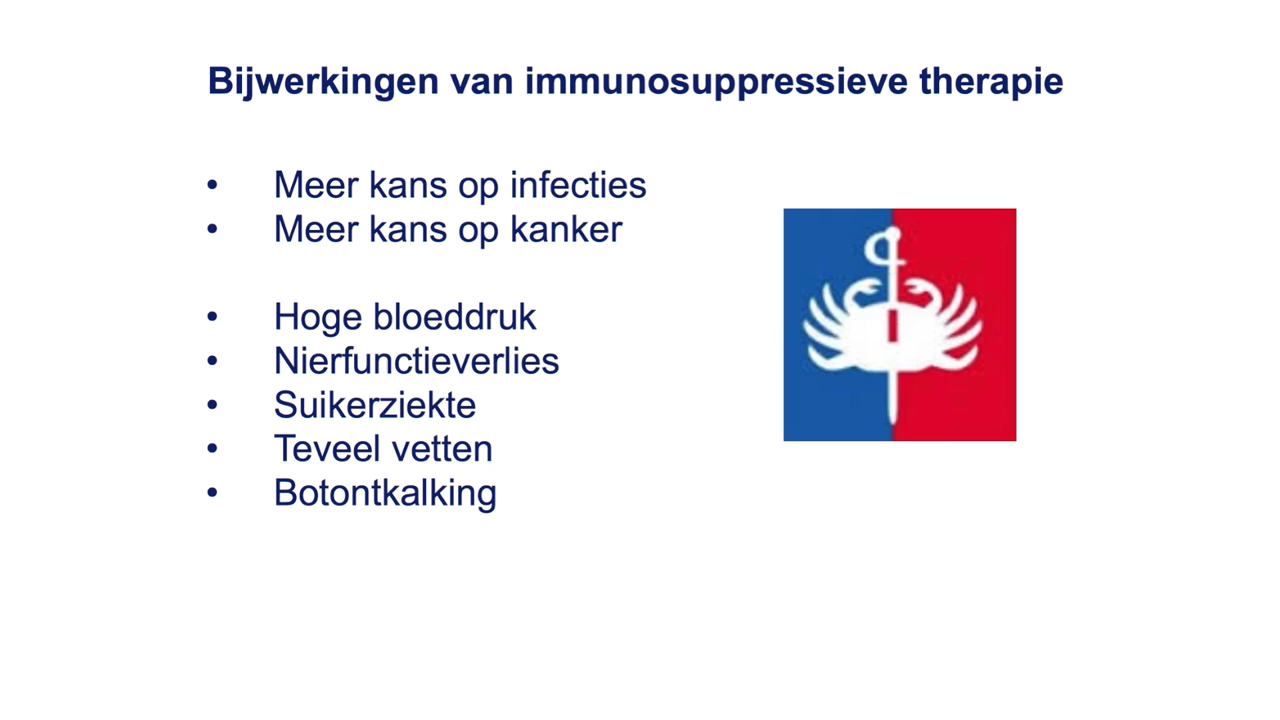 Bijwerkingen van immunosuppressieve therapie
• Meer kans op infecties
• Meer kans op kanker
• Hoge bloeddruk
• Nierfunctieverlies
• Suikerziekte
• Teveel vetten
• Botontkalking